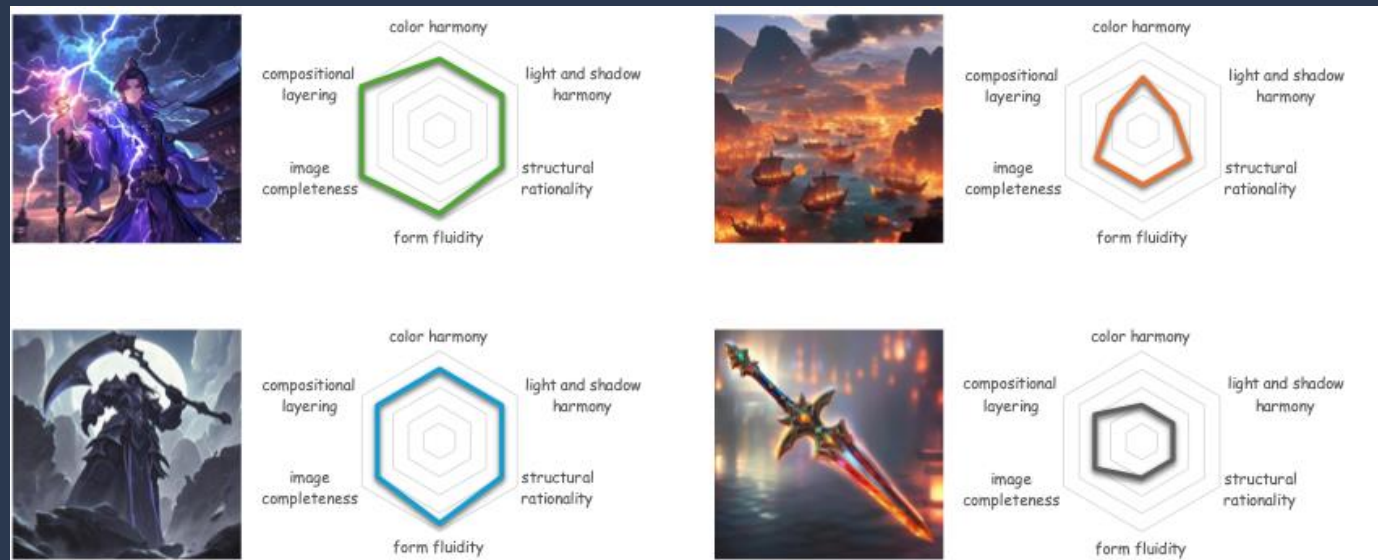 color harmony
compositional
layering
light and shadow
harmony
image
completeness
structural
rationality
form fluidity
color harmony
compositional
layering
light and shadow
harmony
image
completeness
structural
rationality
form fluidity
color harmony
compositional
layering
light and shadow
harmony
image
completeness
structural
rationality
form fluidity
color harmony
compositional
layering
light and shadow
harmony
image
completeness
structural
rationality
form fluidity